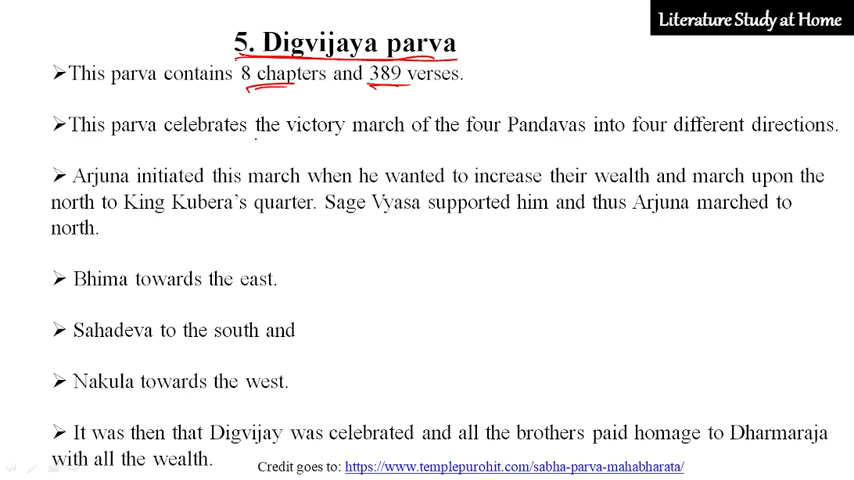 Literature Study at Home
5. Digvijaya parva
➢This parva contains 8 chapters and 389 verses.
➢This parva celebrates the victory march of the four Pandavas into four different directions.
➢ Arjuna initiated this march when he wanted to increase their wealth and march upon the
north to King Kubera's quarter. Sage Vyasa supported him and thus Arjuna marched to
north.
➢ Bhima towards the east.
➢ Sahadeva to the south and
➢ Nakula towards the west.
➢ It was then that Digvijay was celebrated and all the brothers paid homage to Dharmaraja
with all the wealth.
Credit goes to: https://www.templepurohit.com/sabha-parva-mahabharata/